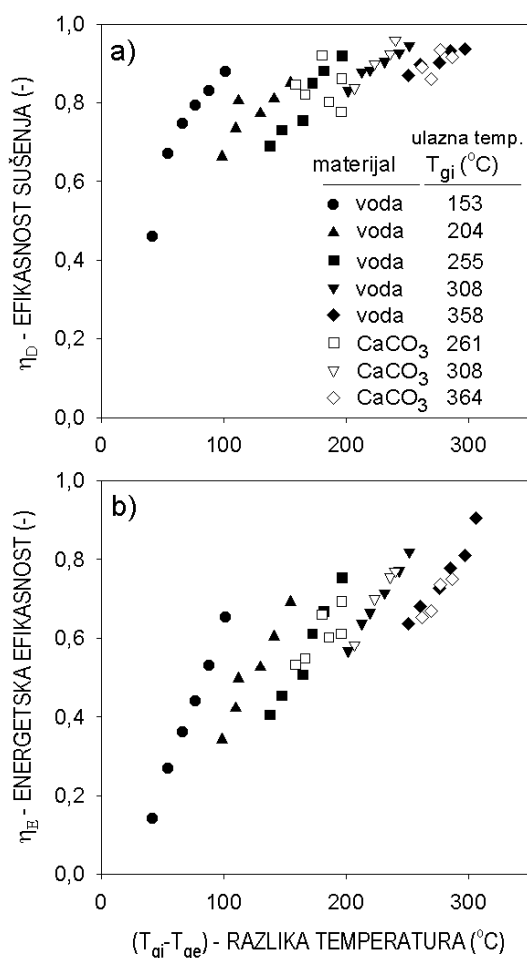 a)
1,0
0,8
0,6
0,4
0,2
0,0
η_D - EFIKASNOST SUŠENJA (-)
ulazna temp.
materijal T_gi (°C)
voda 153
voda 204
voda 255
voda 308
voda 358
CaCO₃ 261
CaCO₃ 308
CaCO₃ 364
0 100 200 300
b)
1,0
0,8
0,6
0,4
0,2
0,0
η_E - ENERGETSKA EFIKASNOST (-)
0 100 200 300
(T_gi-T_ge) - RAZLIKA TEMPERATURA (°C)